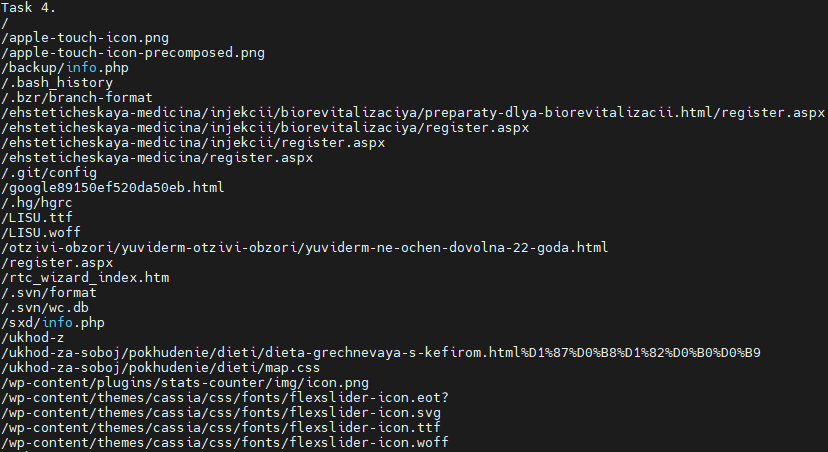 Task 4.
/
/apple-touch-icon.png
/apple-touch-icon-precomposed.png
/backup/info.php
/.bash_history
/.bzr/branch-format
/ehsteticheskaya-medicina/injekcii/biorevitalizaciya/preparaty-dlya-biorevitalizacii.html/register.aspx
/ehsteticheskaya-medicina/injekcii/biorevitalizaciya/register.aspx
/ehsteticheskaya-medicina/injekcii/register.aspx
/ehsteticheskaya-medicina/register.aspx
/.git/config
/google89150ef520da50eb.html
/.hg/hgrc
/LISU.ttf
/LISU.woff
/otzivi-obzori/yuviderm-otzivi-obzori/yuviderm-ne-ochen-dovolna-22-goda.html
/register.aspx
/rtc_wizard_index.htm
/.svn/format
/.svn/wc.db
/sxd/info.php
/ukhod-z
/ukhod-za-soboj/pokhudenie/dieti/dieta-grechnevaya-s-kefirom.html%D1%87%D0%B8%D1%82%D0%B0%D0%B9
/ukhod-za-soboj/pokhudenie/dieti/map.css
/wp-content/plugins/stats-counter/img/icon.png
/wp-content/themes/cassia/css/fonts/flexslider-icon.eot?
/wp-content/themes/cassia/css/fonts/flexslider-icon.svg
/wp-content/themes/cassia/css/fonts/flexslider-icon.ttf
/wp-content/themes/cassia/css/fonts/flexslider-icon.woff